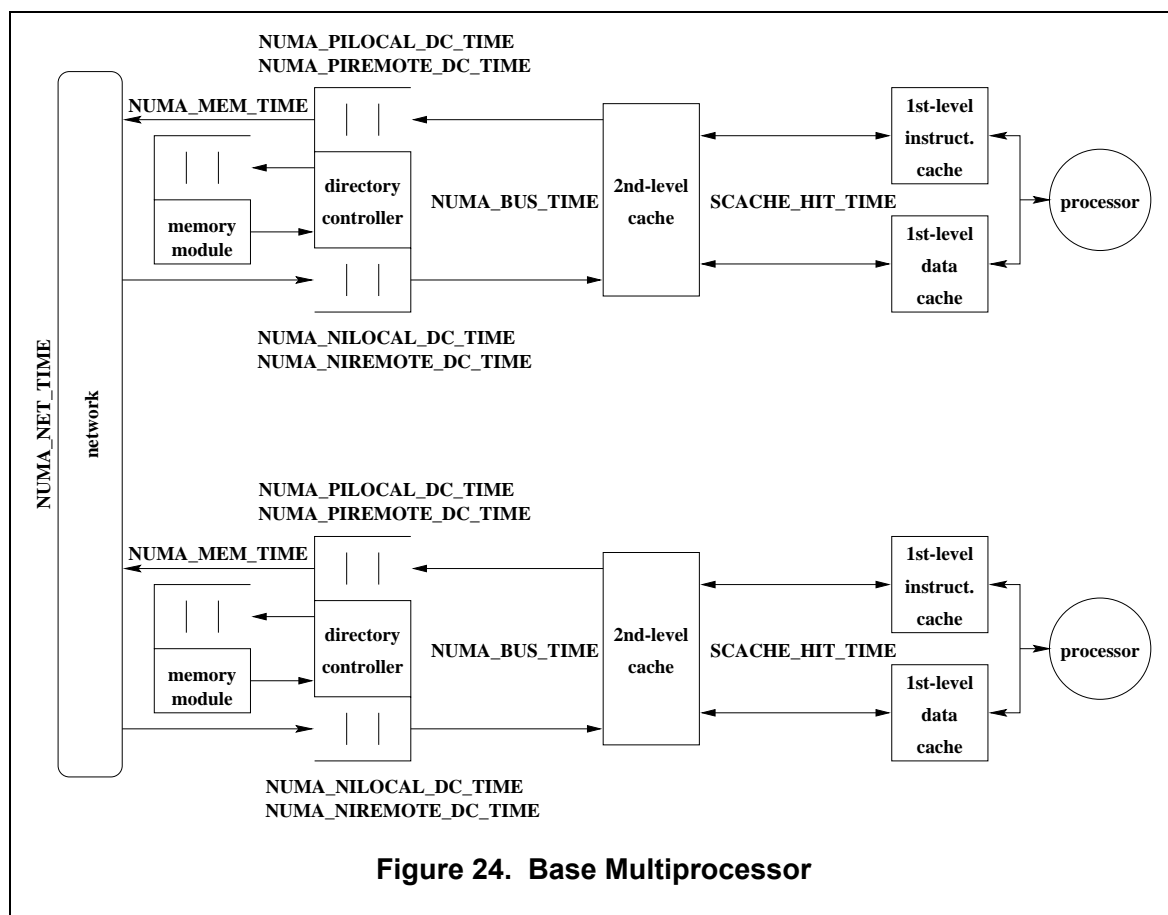 NUMA_PILOCAL_DC_TIME
NUMA_PIREMOTE_DC_TIME
NUMA_MEM_TIME
directory
controller
memory
module
NUMA_BUS_TIME
2nd-level
cache
SCACHE_HIT_TIME
1st-level
instruct.
cache
1st-level
data
cache
processor
NUMA_NILOCAL_DC_TIME
NUMA_NIREMOTE_DC_TIME
NUMA_NET_TIME
network
NUMA_PILOCAL_DC_TIME
NUMA_PIREMOTE_DC_TIME
NUMA_MEM_TIME
directory
controller
memory
module
NUMA_BUS_TIME
2nd-level
cache
SCACHE_HIT_TIME
1st-level
instruct.
cache
1st-level
data
cache
processor
NUMA_NILOCAL_DC_TIME
NUMA_NIREMOTE_DC_TIME
Figure 24. Base Multiprocessor